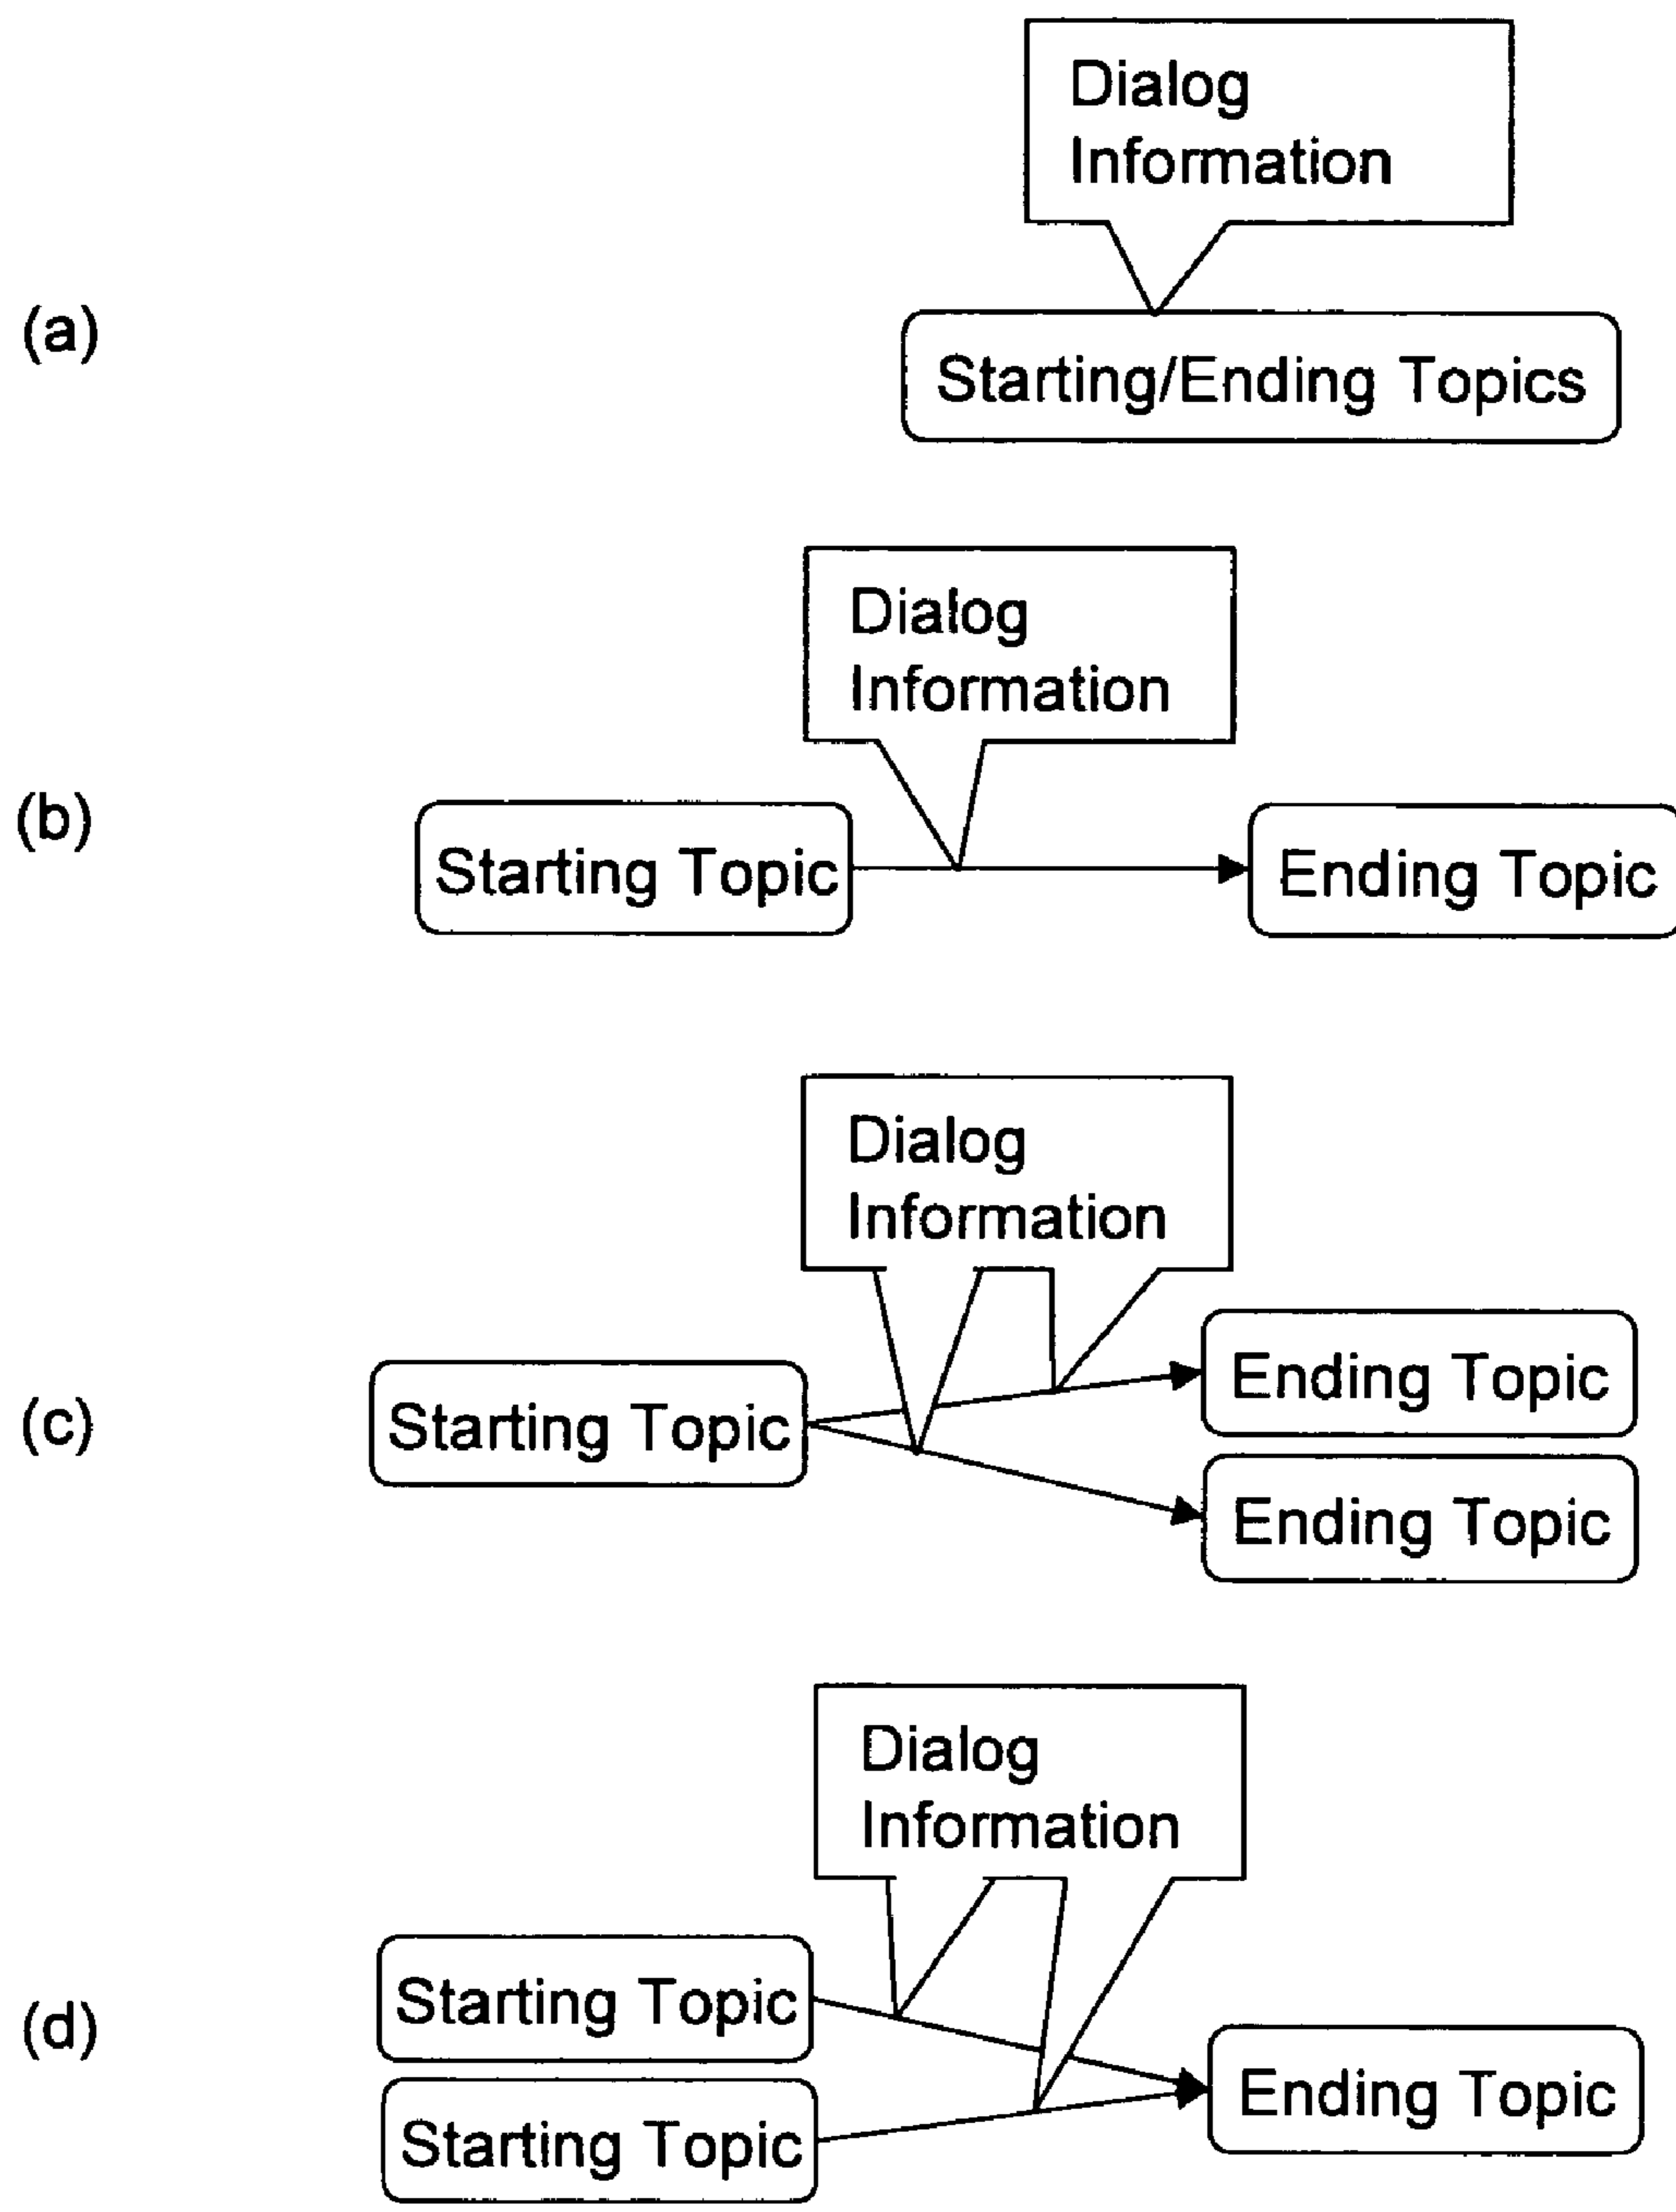 Dialog
Information
(a)
Starting/Ending Topics
Dialog
Information
(b)
Starting Topic
Ending Topic
Dialog
Information
Ending Topic
(c)
Starting Topic
Ending Topic
Dialog
Information
Starting Topic
(d)
Ending Topic
Starting Topic